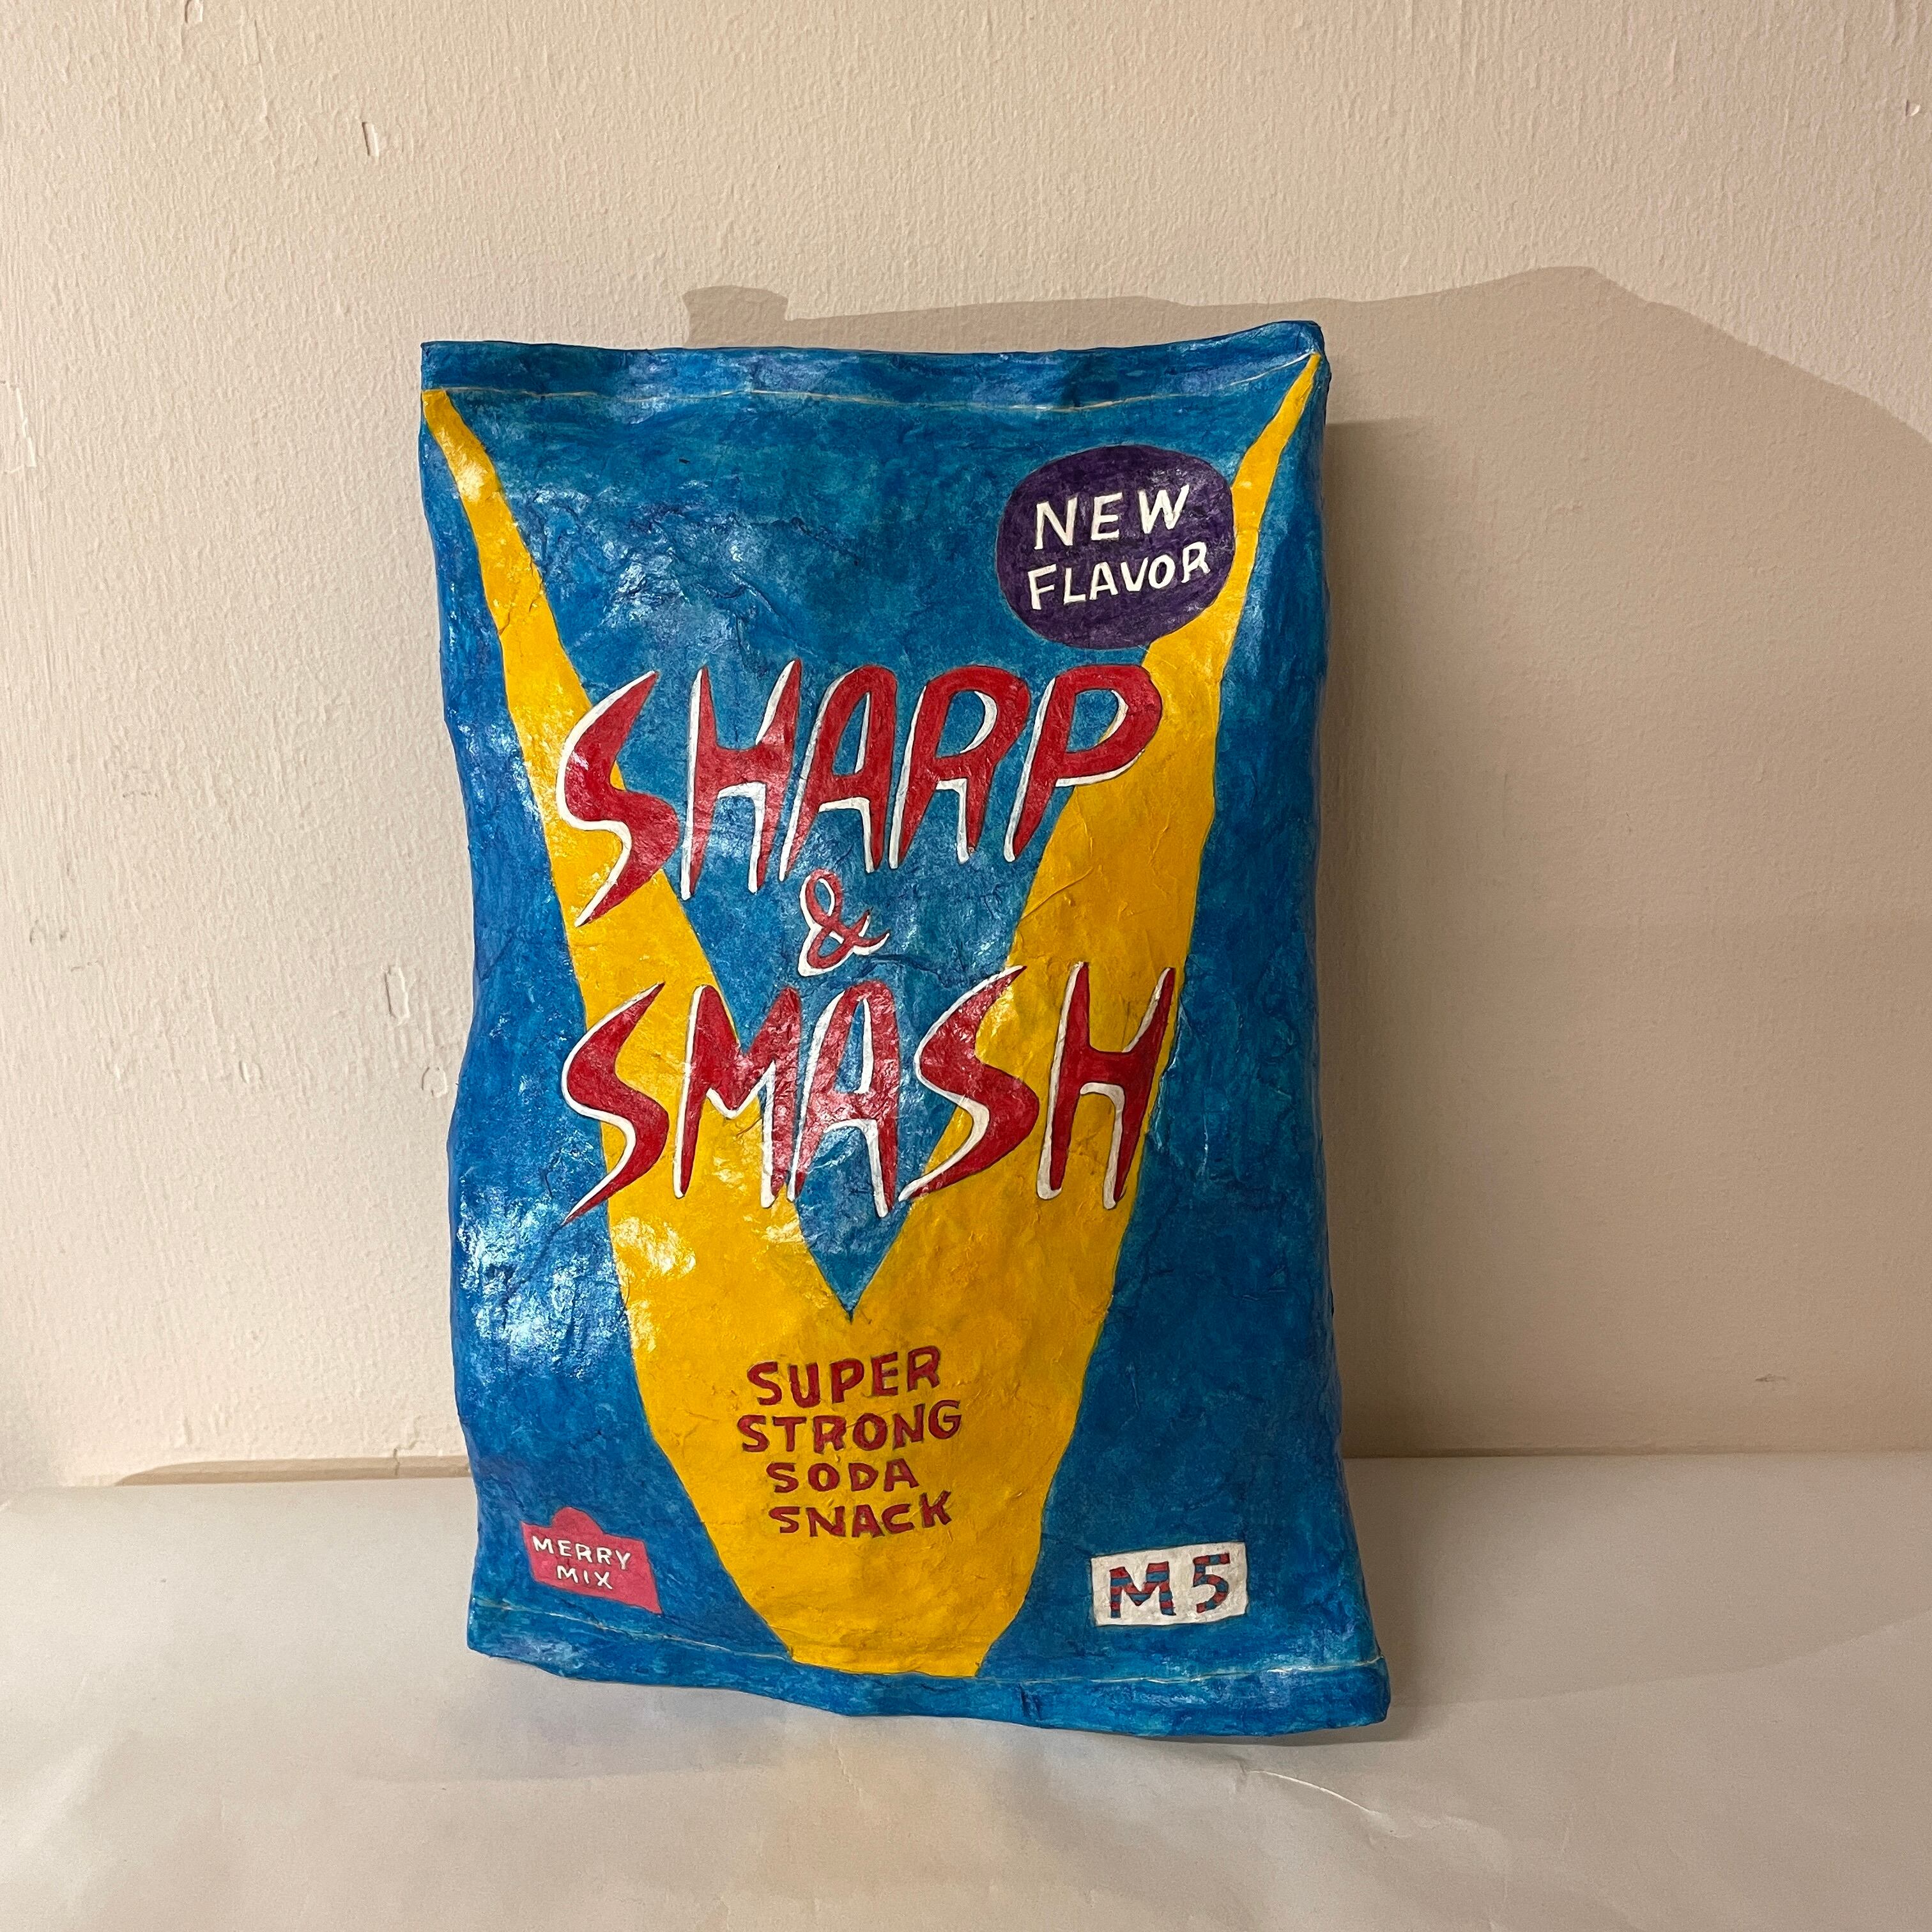 NEW
FLAVOR
SHARP
&
SMASH
SUPER
STRONG
SODA
SNACK
MERRY
MIX
M5